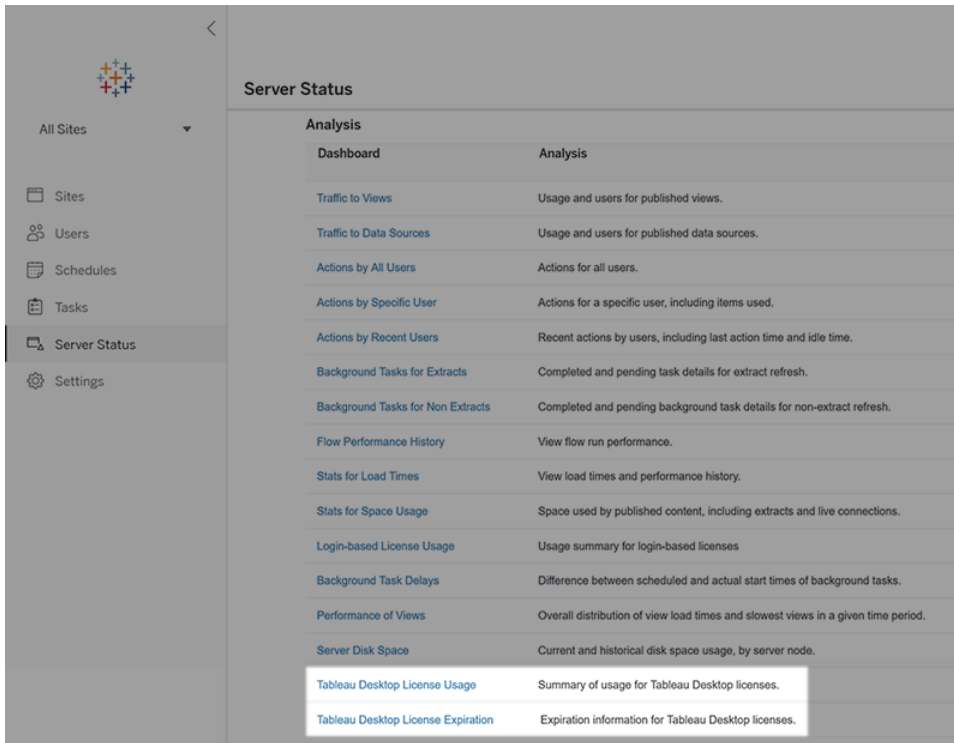 Server Status
All Sites
Sites
Users
Schedules
Tasks
Server Status
Settings
Analysis
Dashboard Analysis
Traffic to Views Usage and users for published views.
Traffic to Data Sources Usage and users for published data sources.
Actions by All Users Actions for all users.
Actions by Specific User Actions for a specific user, including items used.
Actions by Recent Users Recent actions by users, including last action time and idle time.
Background Tasks for Extracts Completed and pending task details for extract refresh.
Background Tasks for Non Extracts Completed and pending background task details for non-extract refresh.
Flow Performance History View flow run performance.
Stats for Load Times View load times and performance history.
Stats for Space Usage Space used by published content, including extracts and live connections.
Login-based License Usage Usage summary for login-based licenses
Background Task Delays Difference between scheduled and actual start times of background tasks.
Performance of Views Overall distribution of view load times and slowest views in a given time period.
Server Disk Space Current and historical disk space usage, by server node.
Tableau Desktop License Usage Summary of usage for Tableau Desktop licenses.
Tableau Desktop License Expiration Expiration information for Tableau Desktop licenses.